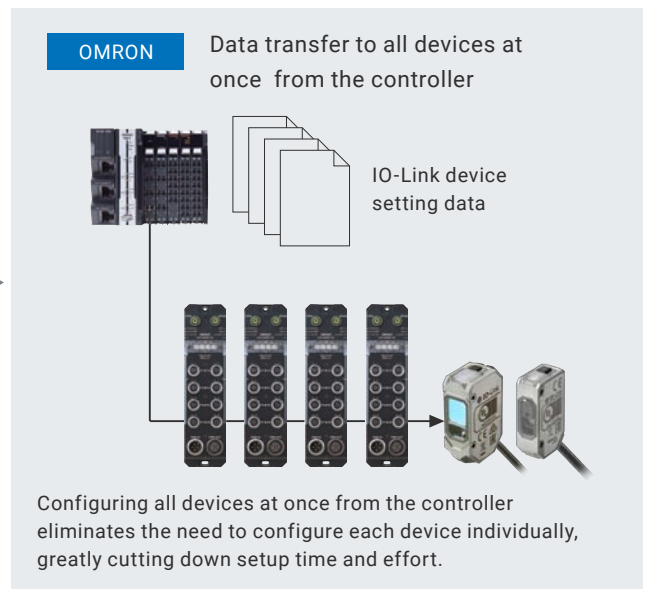 OMRON
Data transfer to all devices at
once from the controller
IO-Link device
setting data
IO-Link
Configuring all devices at once from the controller
eliminates the need to configure each device individually,
greatly cutting down setup time and effort.